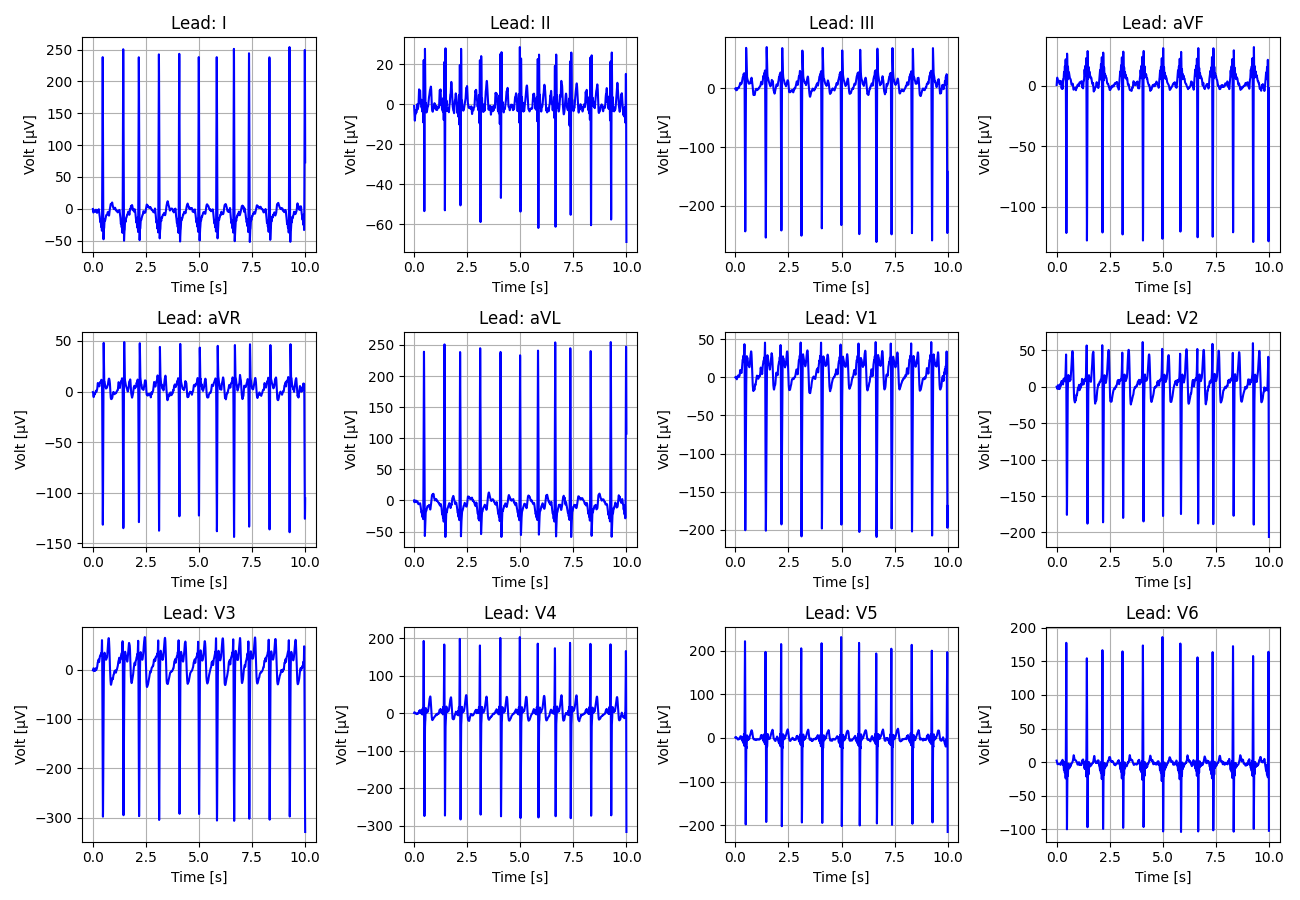 Lead: I
Volt [µV]
250
200
150
100
50
0
−50
0.0 2.5 5.0 7.5 10.0
Time [s]
Lead: II
Volt [µV]
20
0
−20
−40
−60
0.0 2.5 5.0 7.5 10.0
Time [s]
Lead: III
Volt [µV]
0
−100
−200
0.0 2.5 5.0 7.5 10.0
Time [s]
Lead: aVF
Volt [µV]
0
−50
−100
0.0 2.5 5.0 7.5 10.0
Time [s]
Lead: aVR
Volt [µV]
50
0
−50
−100
−150
0.0 2.5 5.0 7.5 10.0
Time [s]
Lead: aVL
Volt [µV]
250
200
150
100
50
0
−50
0.0 2.5 5.0 7.5 10.0
Time [s]
Lead: V1
Volt [µV]
50
0
−50
−100
−150
−200
0.0 2.5 5.0 7.5 10.0
Time [s]
Lead: V2
Volt [µV]
50
0
−50
−100
−150
−200
0.0 2.5 5.0 7.5 10.0
Time [s]
Lead: V3
Volt [µV]
0
−100
−200
−300
0.0 2.5 5.0 7.5 10.0
Time [s]
Lead: V4
Volt [µV]
200
100
0
−100
−200
−300
0.0 2.5 5.0 7.5 10.0
Time [s]
Lead: V5
Volt [µV]
200
100
0
−100
−200
0.0 2.5 5.0 7.5 10.0
Time [s]
Lead: V6
Volt [µV]
200
150
100
50
0
−50
−100
0.0 2.5 5.0 7.5 10.0
Time [s]